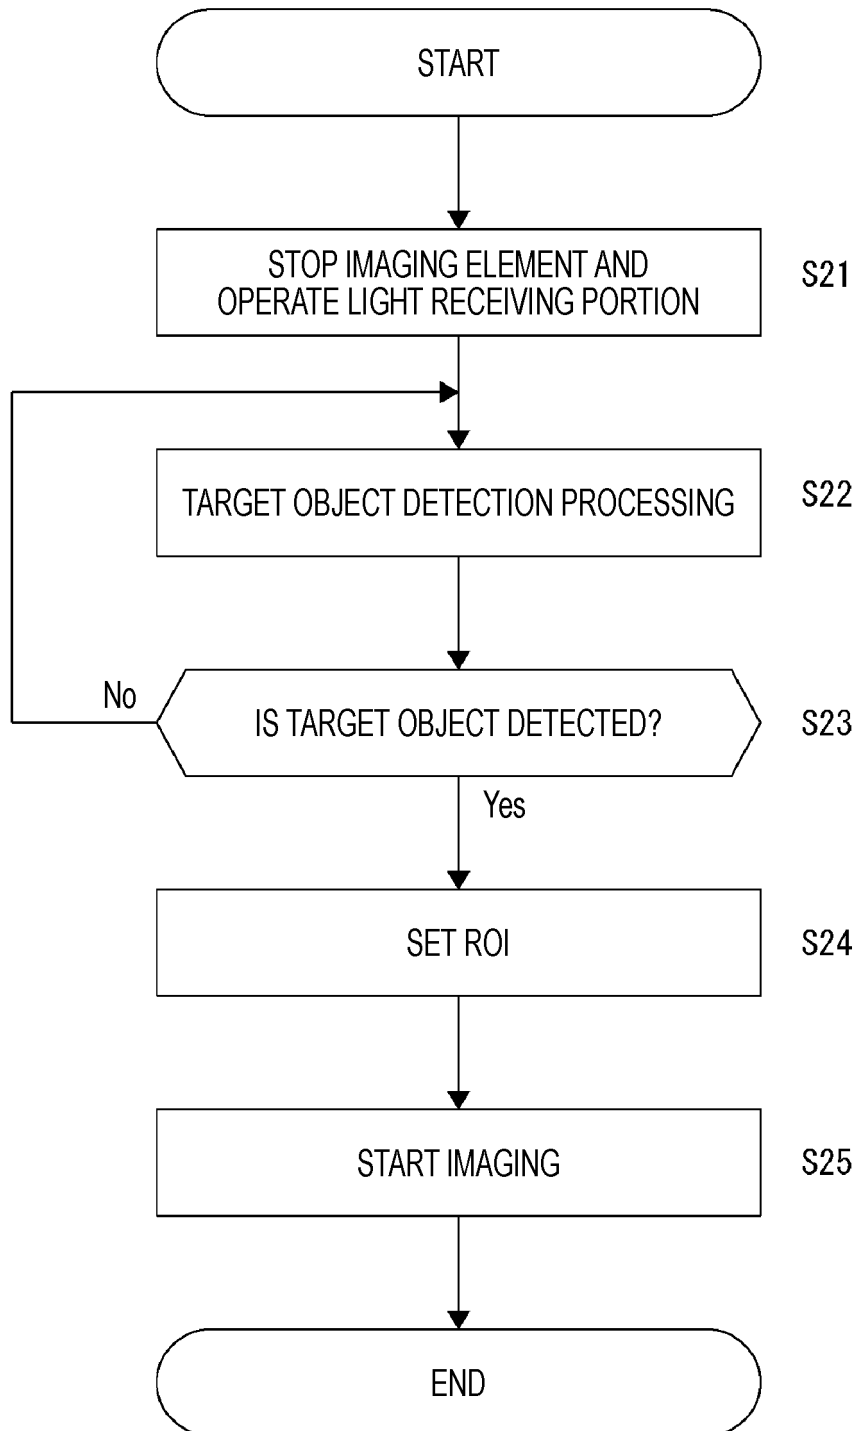 START
STOP IMAGING ELEMENT AND
OPERATE LIGHT RECEIVING PORTION
S21
TARGET OBJECT DETECTION PROCESSING
S22
No
IS TARGET OBJECT DETECTED?
S23
Yes
SET ROI
S24
START IMAGING
S25
END